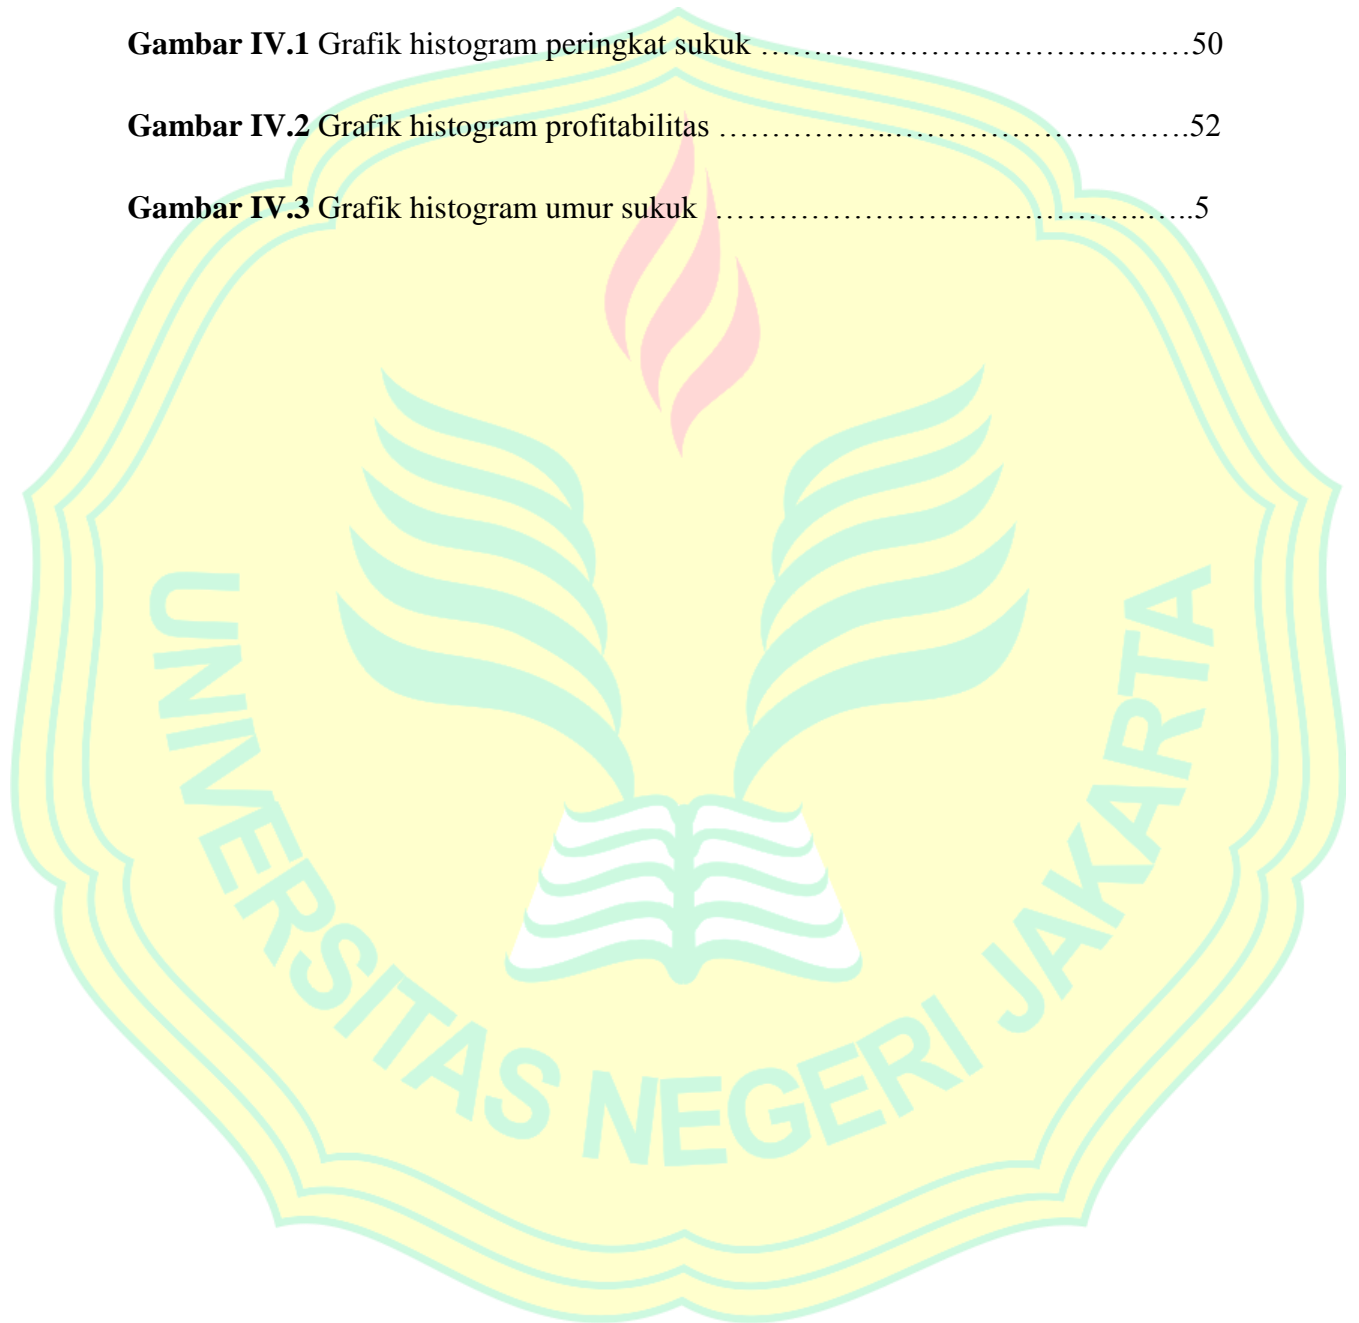 Gambar IV.1 Grafik histogram peringkat sukuk ……………………………………50
Gambar IV.2 Grafik histogram profitabilitas ……………………………………….52
Gambar IV.3 Grafik histogram umur sukuk ………………………………………..5
UNIVERSITAS NEGERI JAKARTA